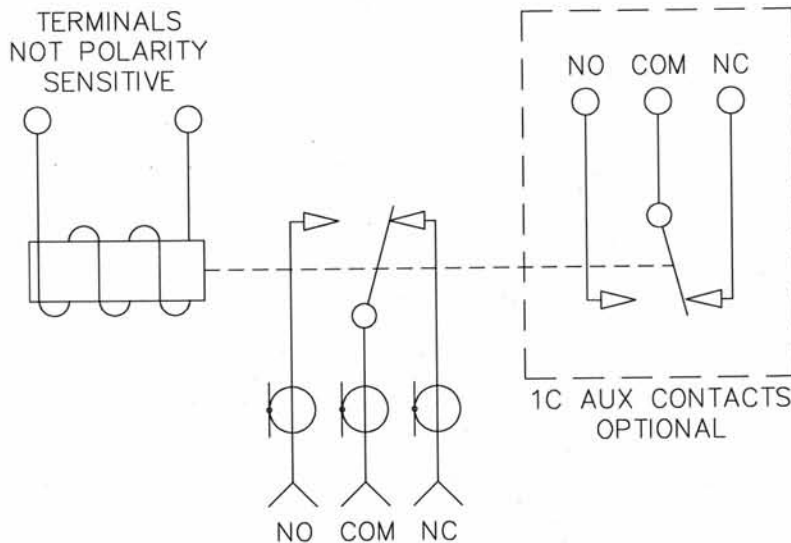 TERMINALS
NOT POLARITY
SENSITIVE
NO COM NC
1C AUX CONTACTS
OPTIONAL
NO COM NC